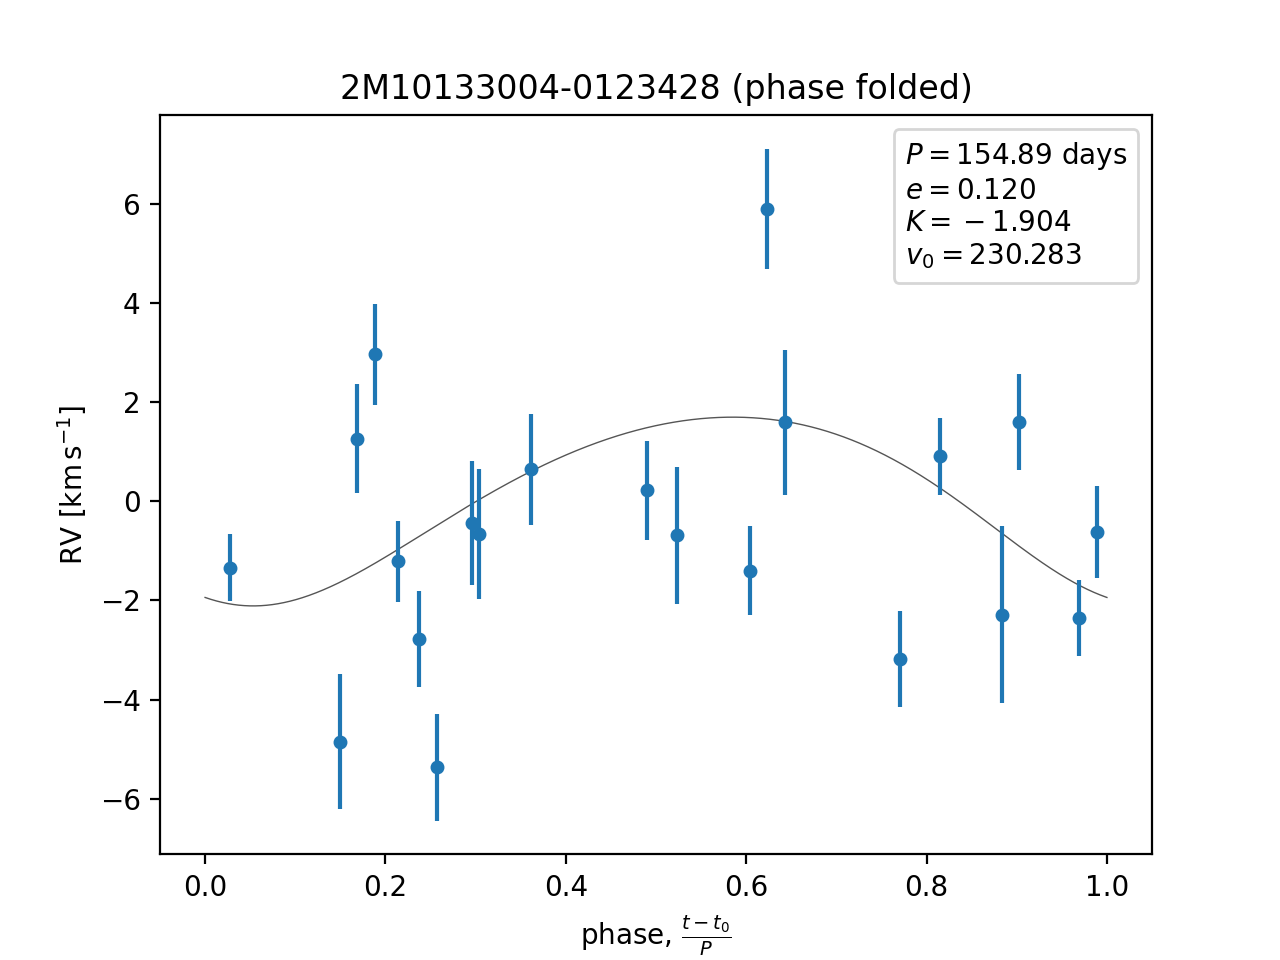 2M10133004-0123428 (phase folded)
P = 154.89 days
e = 0.120
K = −1.904
v₀ = 230.283
RV [km s⁻¹]
6
4
2
0
−2
−4
−6
0.0 0.2 0.4 0.6 0.8 1.0
phase, (t − t₀)/P